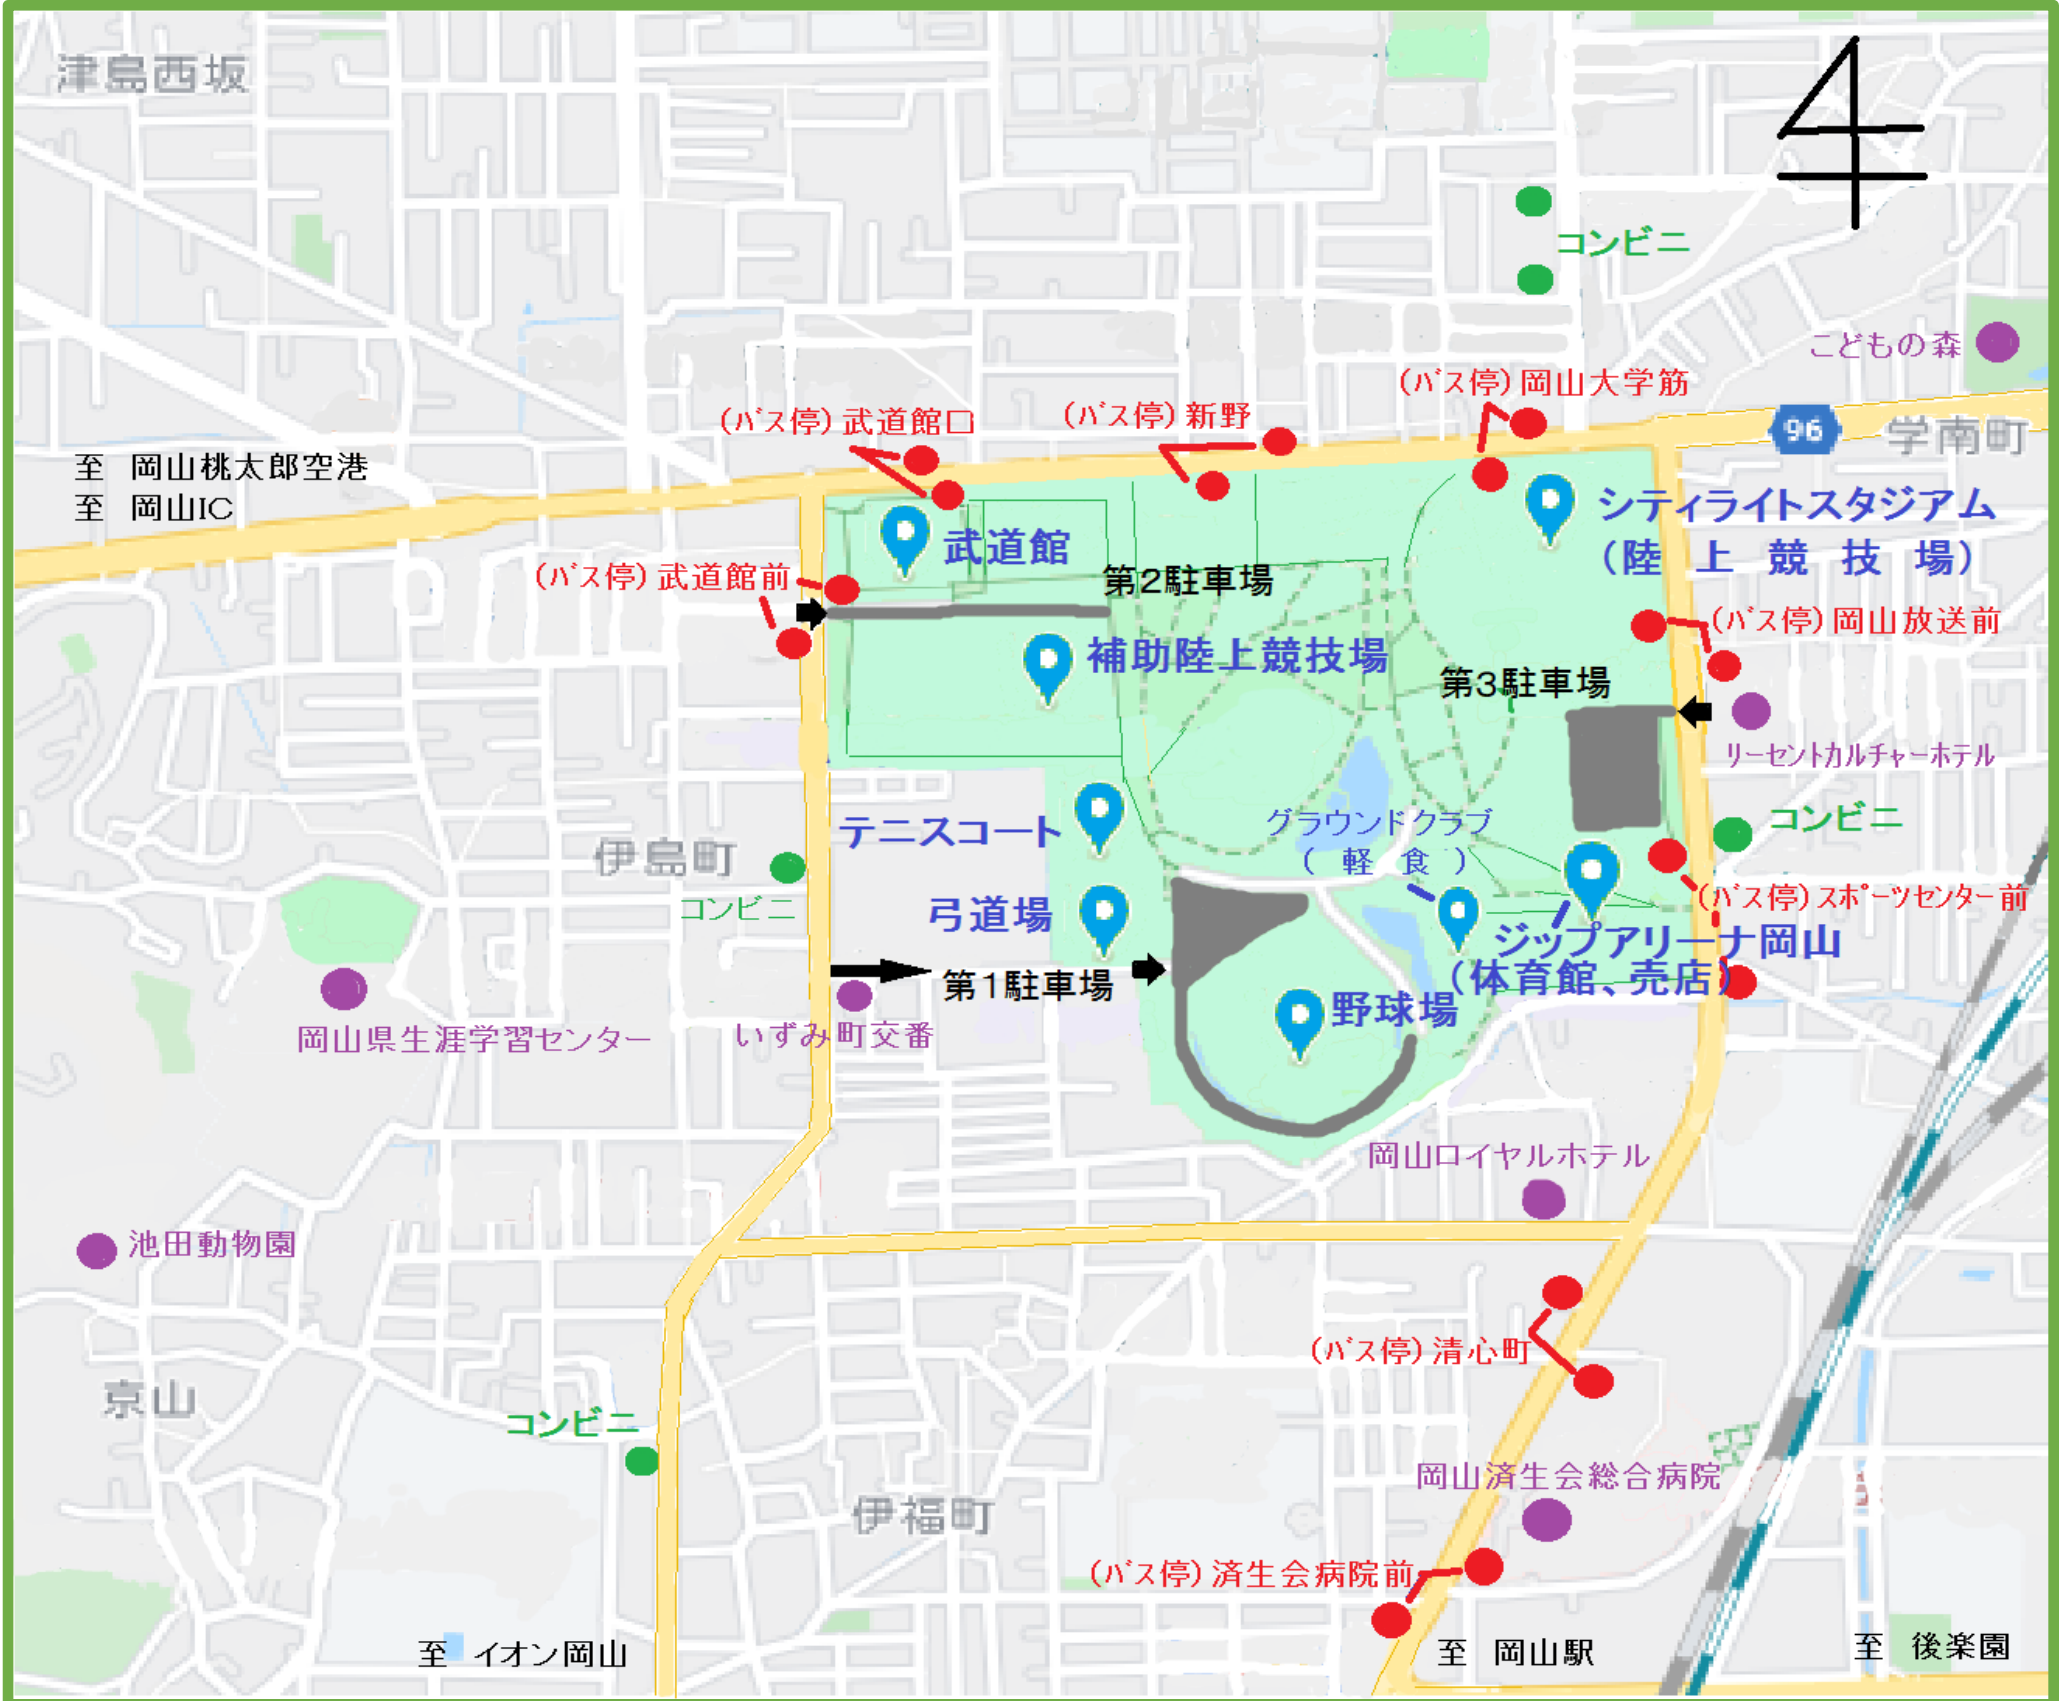 津島西坂
コンビニ
こどもの森
(バス停)岡山大学筋
(バス停)武道館口
(バス停)新野
96
学南町
至 岡山桃太郎空港
至 岡山IC
シティライトスタジアム
(陸上競技場)
武道館
(バス停)武道館前
第2駐車場
(バス停)岡山放送前
補助陸上競技場
第3駐車場
リーセントカルチャーホテル
テニスコート
グラウンドクラブ
(軽食)
コンビニ
伊島町
コンビニ
(バス停)スポーツセンター前
弓道場
ジップアリーナ岡山
(体育館、売店)
第1駐車場
野球場
岡山県生涯学習センター
いずみ町交番
岡山ロイヤルホテル
池田動物園
(バス停)清心町
京山
コンビニ
岡山済生会総合病院
伊福町
(バス停)済生会病院前
至 イオン岡山
至 岡山駅
至 後楽園